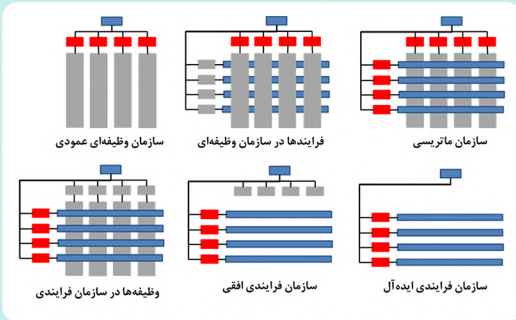 سازمان ماتریسی
فرایندها در سازمان وظیفه‌ای
سازمان وظیفه‌ای عمودی
سازمان فرایندی ایده‌آل
سازمان فرایندی افقی
وظیفه‌ها در سازمان فرایندی